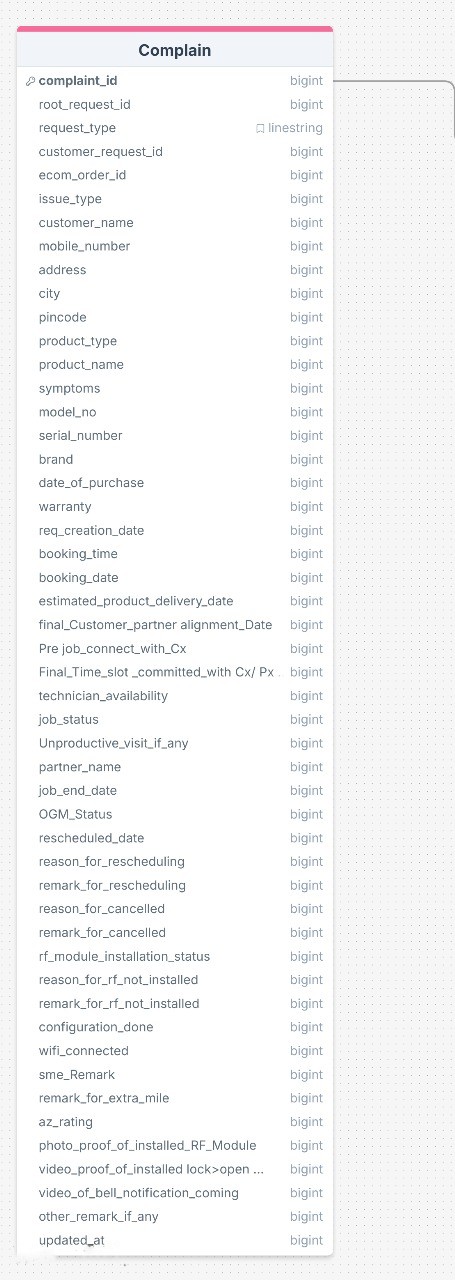 Complain
complaint_id bigint
root_request_id bigint
request_type linestring
customer_request_id bigint
ecom_order_id bigint
issue_type bigint
customer_name bigint
mobile_number bigint
address bigint
city bigint
pincode bigint
product_type bigint
product_name bigint
symptoms bigint
model_no bigint
serial_number bigint
brand bigint
date_of_purchase bigint
warranty bigint
req_creation_date bigint
booking_time bigint
booking_date bigint
estimated_product_delivery_date bigint
final_Customer_partner alignment_Date bigint
Pre job_connect_with_Cx bigint
Final_Time_slot _committed_with Cx/ Px . bigint
technician_availability bigint
job_status bigint
Unproductive_visit_if_any bigint
partner_name bigint
job_end_date bigint
OGM_Status bigint
rescheduled_date bigint
reason_for_rescheduling bigint
remark_for_rescheduling bigint
reason_for_cancelled bigint
remark_for_cancelled bigint
rf_module_installation_status bigint
reason_for_rf_not_installed bigint
remark_for_rf_not_installed bigint
configuration_done bigint
wifi_connected bigint
sme_Remark bigint
remark_for_extra_mile bigint
az_rating bigint
photo_proof_of_installed_RF_Module bigint
video_proof_of_installed lock>open ... bigint
video_of_bell_notification_coming bigint
other_remark_if_any bigint
updated_at bigint